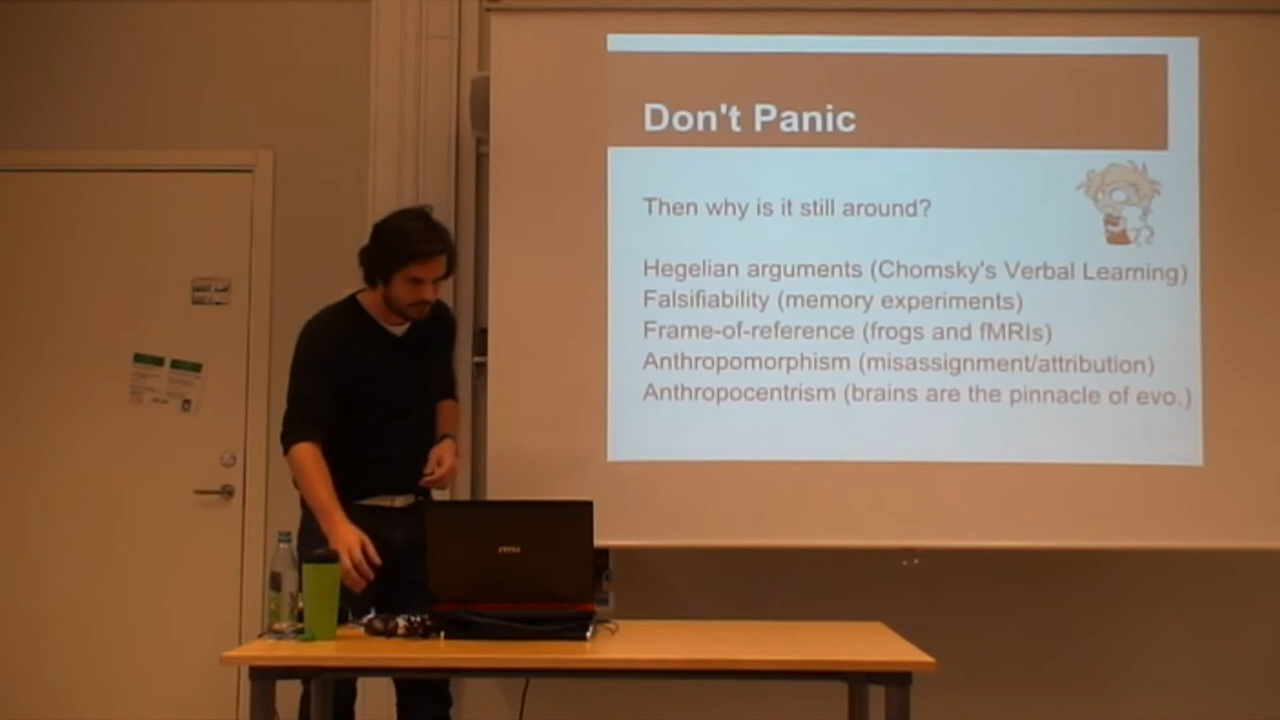 Don't Panic
Then why is it still around?
Hegelian arguments (Chomsky's Verbal Learning)
Falsifiability (memory experiments)
Frame-of-reference (frogs and fMRIs)
Anthropomorphism (misassignment/attribution)
Anthropocentrism (brains are the pinnacle of evo.)
msi